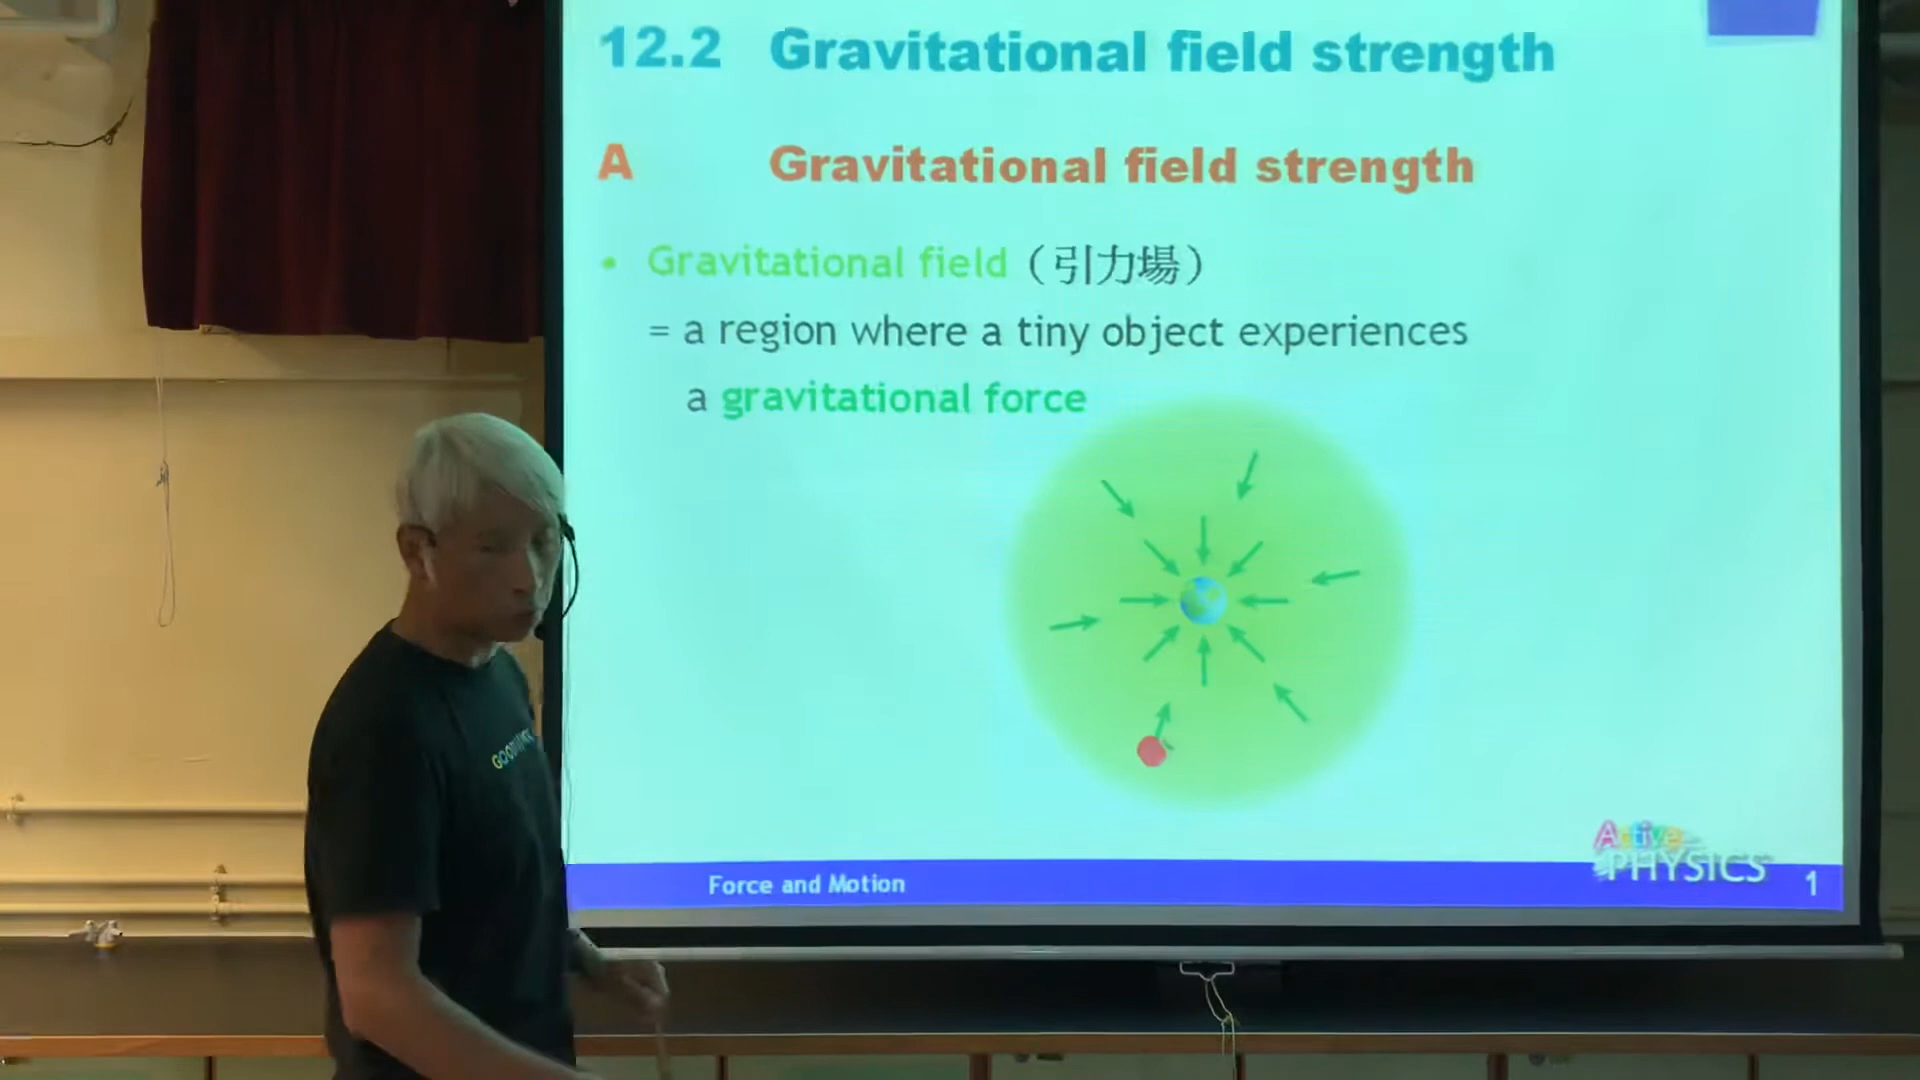 12.2 Gravitational field strength
A Gravitational field strength
• Gravitational field（引力場）
= a region where a tiny object experiences
a gravitational force
Active
PHYSICS
Force and Motion
1